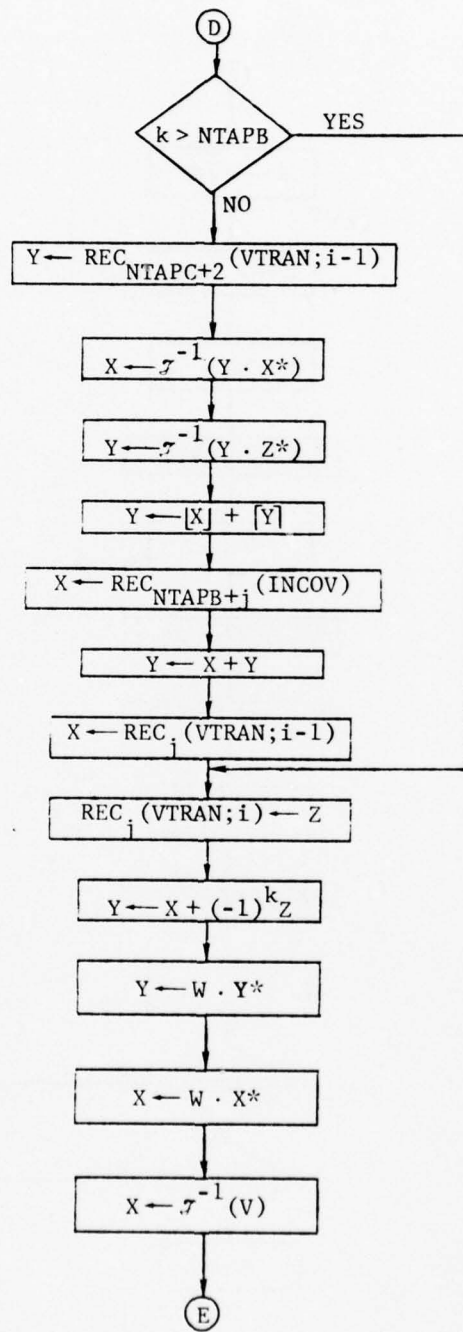 D
k > NTAPB
YES
NO
Y ← REC_NTAPC+2 (VTRAN;i-1)
X ← 𝓕^-1 (Y · X*)
Y ← 𝓕^-1 (Y · Z*)
Y ← ⌊X⌋ + ⌈Y⌉
X ← REC_NTAPB+j (INCOV)
Y ← X + Y
X ← REC_j (VTRAN;i-1)
REC_j (VTRAN;i) ← Z
Y ← X + (-1)^k Z
Y ← W · Y*
X ← W · X*
X ← 𝓕^-1 (V)
E